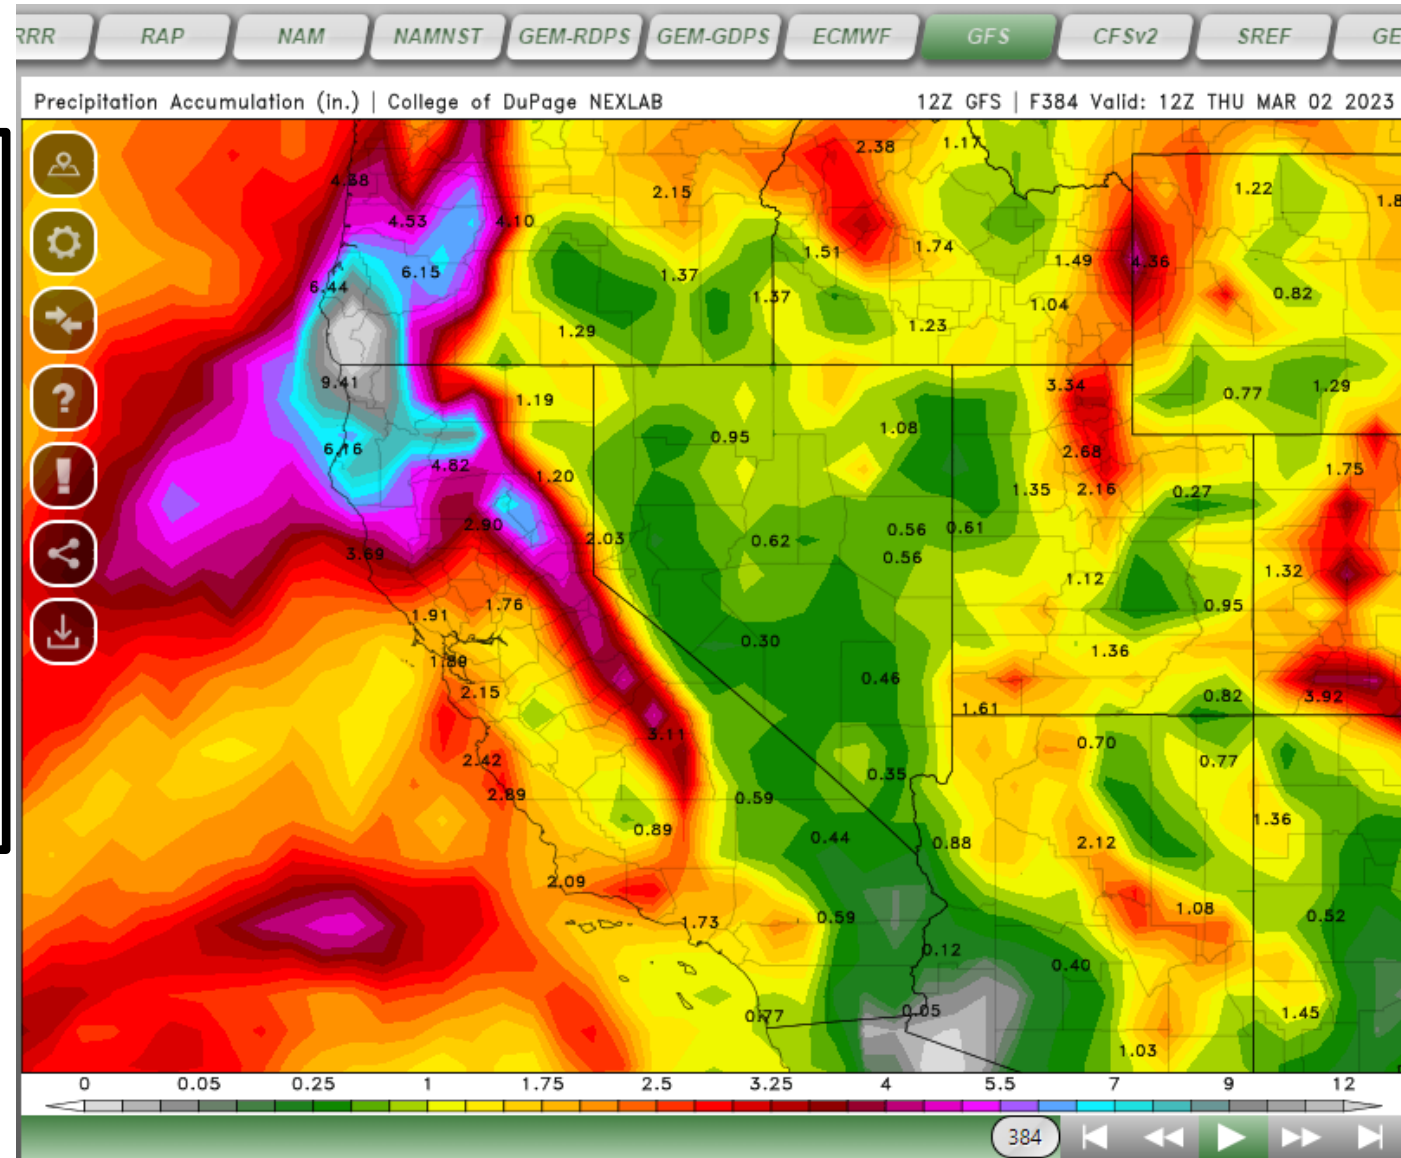 RRR RAP NAM NAMNST GEM-RDPS GEM-GDPS ECMWF GFS CFSv2 SREF GE
Precipitation Accumulation (in.) | College of DuPage NEXLAB 12Z GFS | F384 Valid: 12Z THU MAR 02 2023
2.38 1.17
4.38 2.15 1.22 1.8
4.53 4.10
1.51 1.74
6.15 1.37 1.49 4.36
6.44 1.37 1.04 0.82
1.29 1.23
9.41 1.19 3.34 0.77 1.29
0.95 1.08
6.16 4.82 2.68
1.20 1.35 2.16 0.27 1.75
2.90 2.03 0.62 0.56 0.61
3.69 0.56 1.32
1.12
1.91 1.76 0.95
0.30 1.36
2.15 0.46 0.82 3.92
1.61
3.11 0.70
2.42 0.35 0.77
2.89 0.59
0.89 0.44 0.88 2.12 1.36
2.09
1.73 0.59 1.08 0.52
0.12 0.40
0.77 0.05 1.45
1.03
0 0.05 0.25 1 1.75 2.5 3.25 4 5.5 7 9 12
384